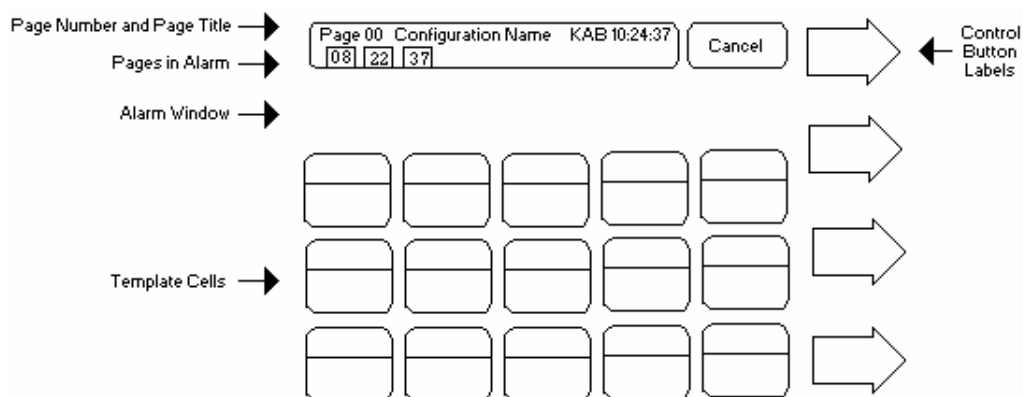 Page Number and Page Title
Page 00 Configuration Name KAB 10:24:37
Cancel
Control
Button
Labels
Pages in Alarm
08 22 37
Alarm Window
Template Cells